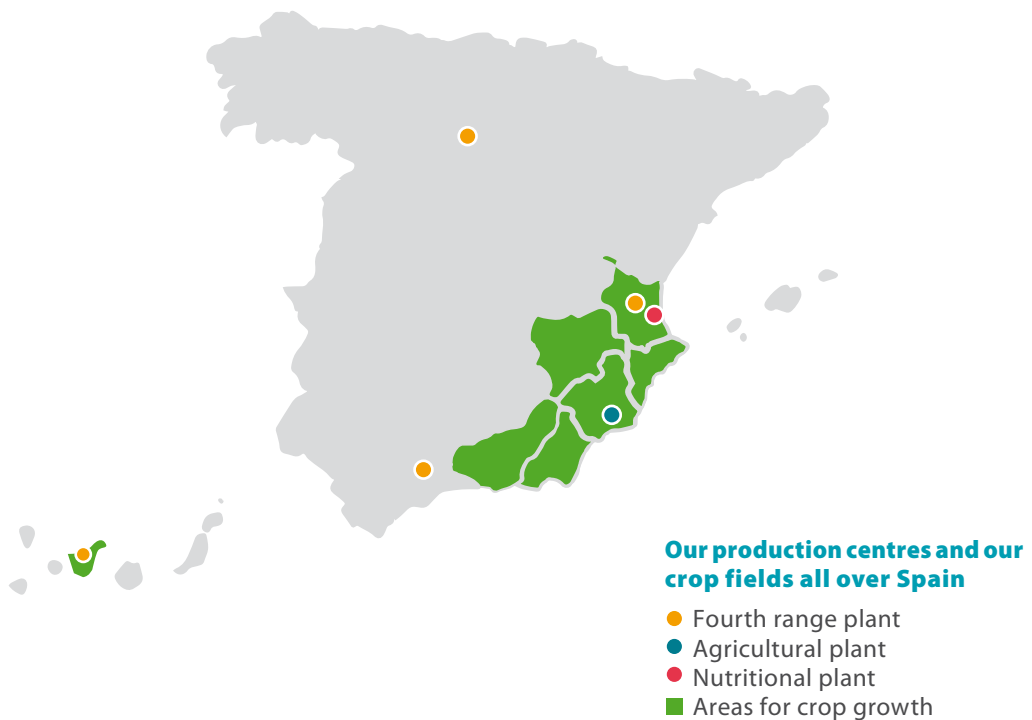 Our production centres and our
crop fields all over Spain
Fourth range plant
Agricultural plant
Nutritional plant
Areas for crop growth